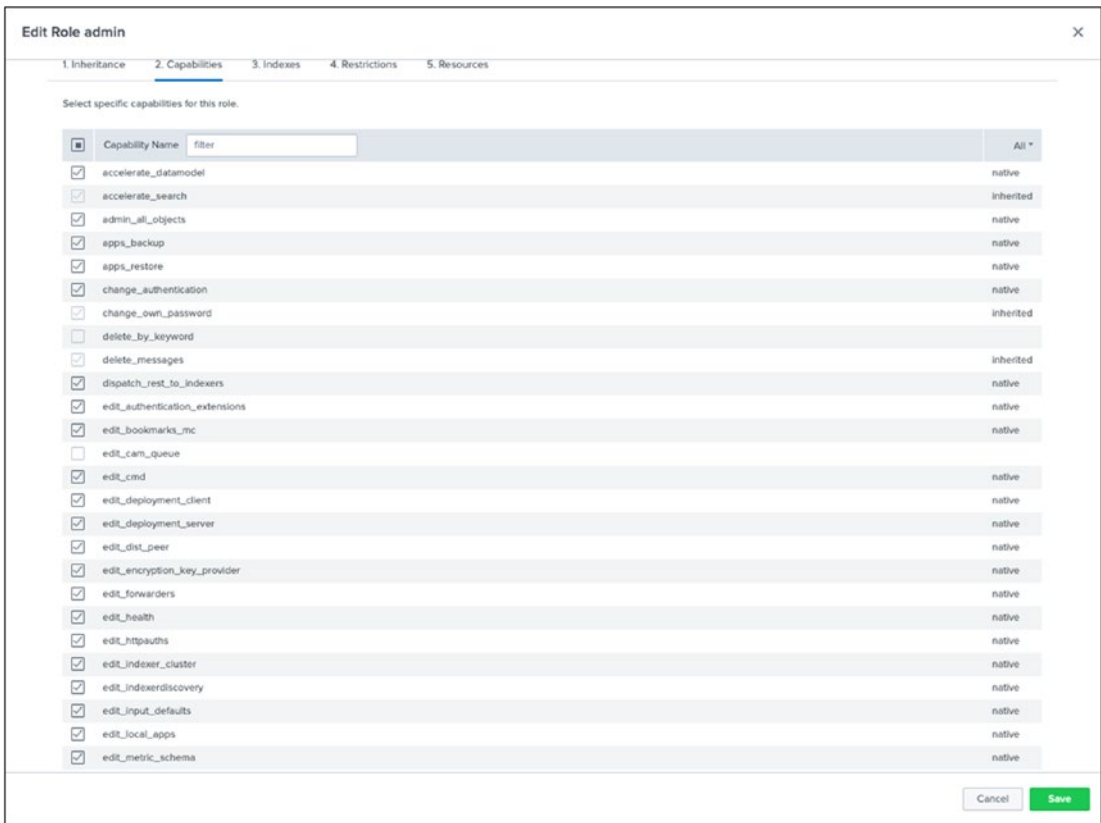 Edit Role admin
1. Inheritance 2. Capabilities 3. Indexes 4. Restrictions 5. Resources
Select specific capabilities for this role.
Capability Name filter All
accelerate_datamodel native
accelerate_search inherited
admin_all_objects native
apps_backup native
apps_restore native
change_authentication native
change_own_password inherited
delete_by_keyword
delete_messages inherited
dispatch_rest_to_indexers native
edit_authentication_extensions native
edit_bookmarks_mc native
edit_cam_queue
edit_cmd native
edit_deployment_client native
edit_deployment_server native
edit_dist_peer native
edit_encryption_key_provider native
edit_forwarders native
edit_health native
edit_httpauths native
edit_indexer_cluster native
edit_indexerdiscovery native
edit_input_defaults native
edit_local_apps native
edit_metric_schema native
Cancel Save